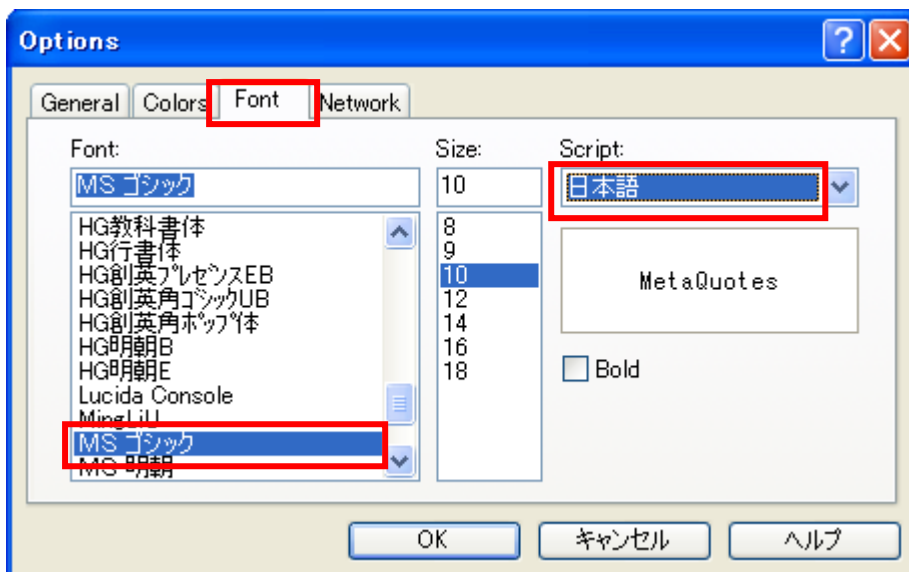 Options
General Colors Font Network
Font: Size: Script:
MS ゴシック 10 日本語
HG教科書体
HG行書体
HG創英ﾌﾟﾚｾﾞﾝｽEB
HG創英角ｺﾞｼｯｸUB
HG創英角ﾎﾟｯﾌﾟ体
HG明朝B
HG明朝E
Lucida Console
MingLiU
MS ゴシック
MS 明朝
8
9
10
12
14
16
18
MetaQuotes
Bold
OK キャンセル ヘルプ